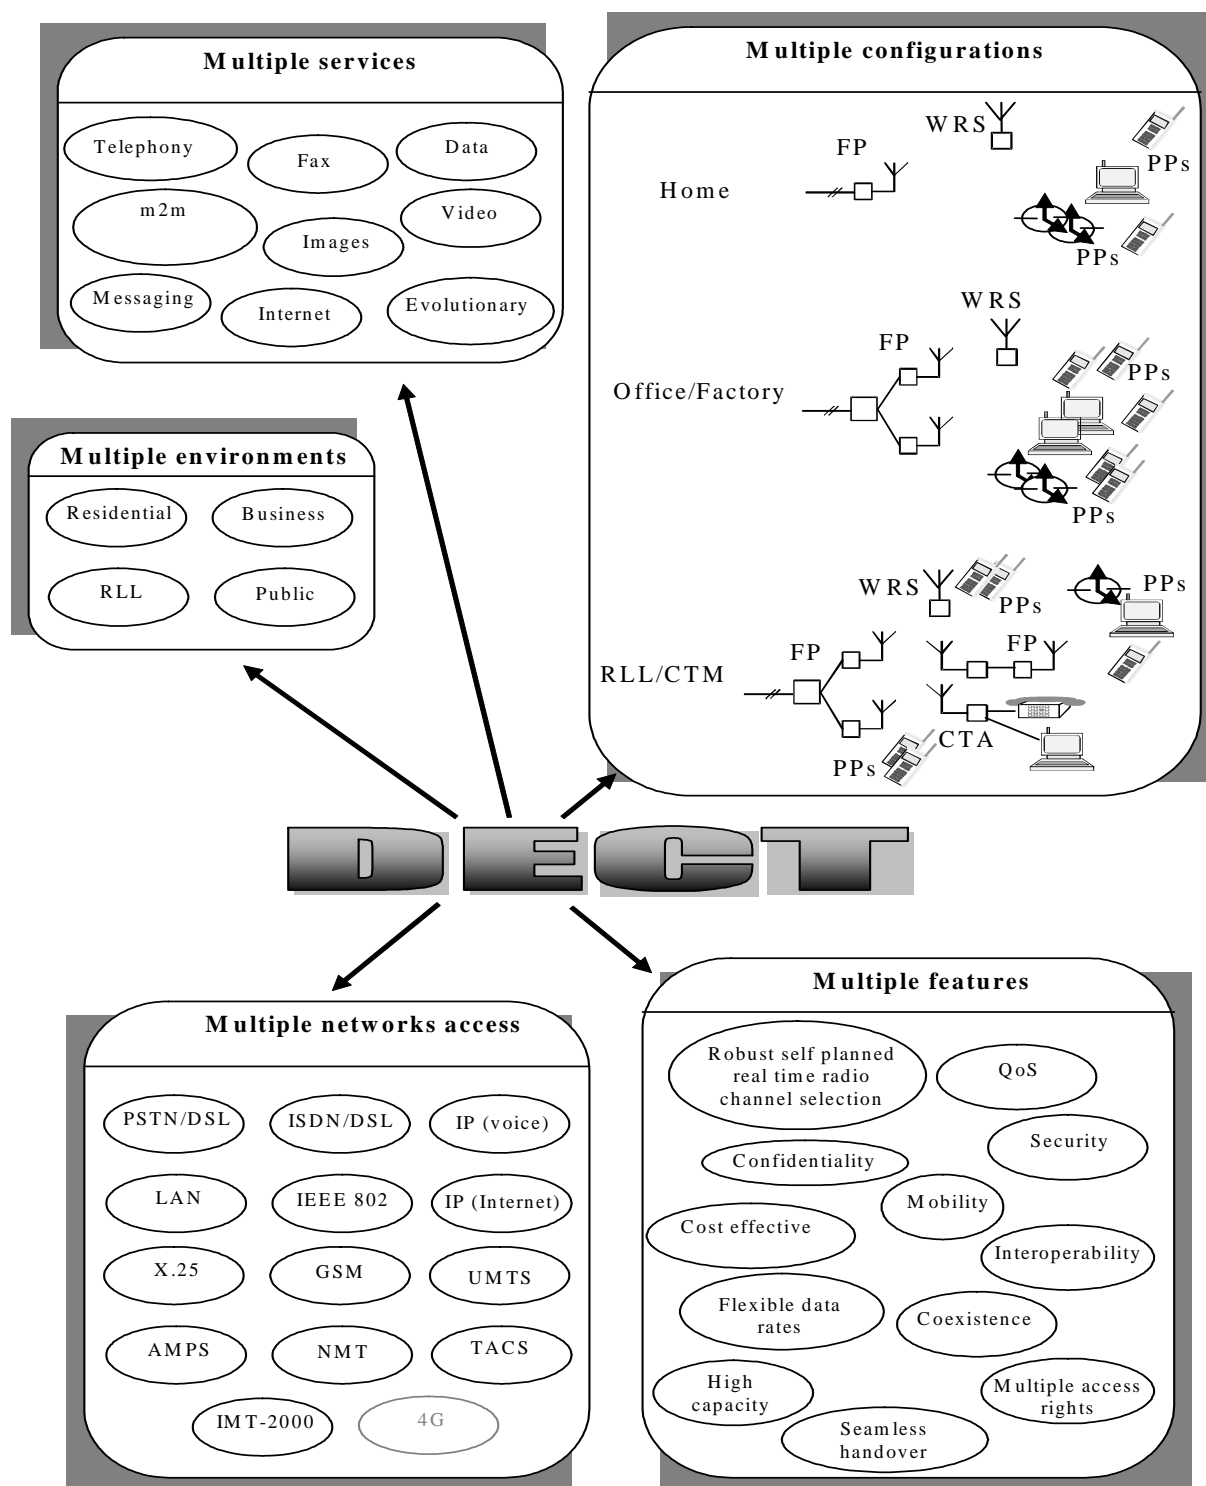 Multiple services
Telephony
Fax
Data
m2m
Images
Video
Messaging
Internet
Evolutionary
Multiple configurations
Home
FP
WRS
PPs
PPs
Office/Factory
FP
WRS
PPs
PPs
RLL/CTM
FP
WRS
PPs
PPs
FP
CTA
PPs
Multiple environments
Residential
Business
RLL
Public
DECT
Multiple networks access
PSTN/DSL
ISDN/DSL
IP (voice)
LAN
IEEE 802
IP (Internet)
X.25
GSM
UMTS
AMPS
NMT
TACS
IMT-2000
4G
Multiple features
Robust self planned
real time radio
channel selection
QoS
Security
Confidentiality
Mobility
Cost effective
Interoperability
Flexible data
rates
Coexistence
High
capacity
Multiple access
rights
Seamless
handover